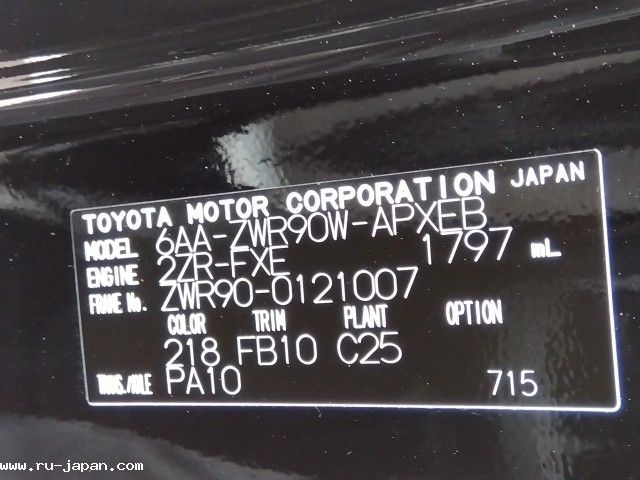 TOYOTA MOTOR CORPORATION JAPAN
MODEL 6AA-ZWR90W-APXEB
ENGINE 2ZR-FXE 1797 mL
FRAME No. ZWR90-0121007
COLOR TRIM PLANT OPTION
218 FB10 C25
TRNS./AXLE PA10 715
www.ru-japan.com